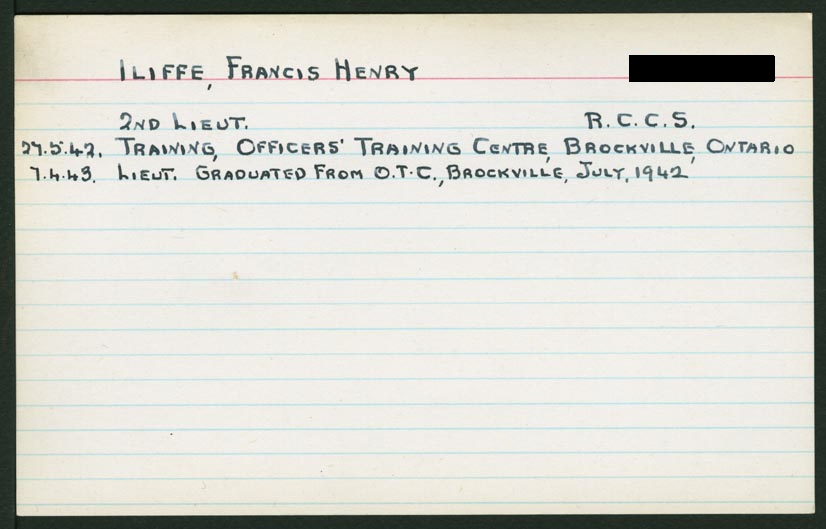 ILIFFE, FRANCIS HENRY
2ND LIEUT. R.C.C.S.
27.5.42. TRAINING, OFFICERS' TRAINING CENTRE, BROCKVILLE, ONTARIO
7.4.43. LIEUT. GRADUATED FROM O.T.C., BROCKVILLE, JULY, 1942